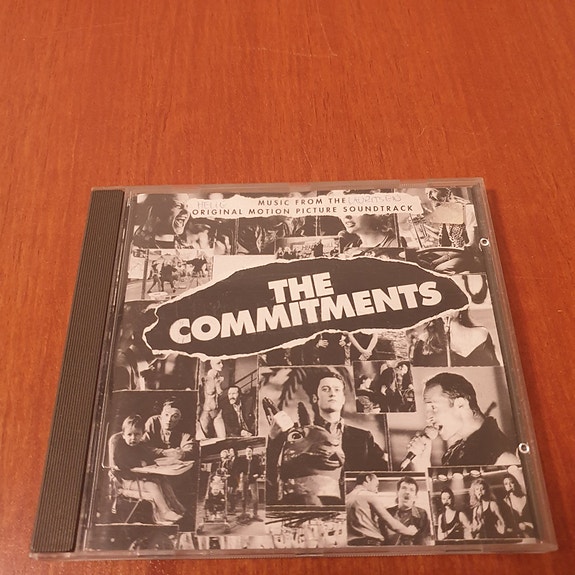 MUSIC FROM THE
ORIGINAL MOTION PICTURE SOUNDTRACK
THE
COMMITMENTS